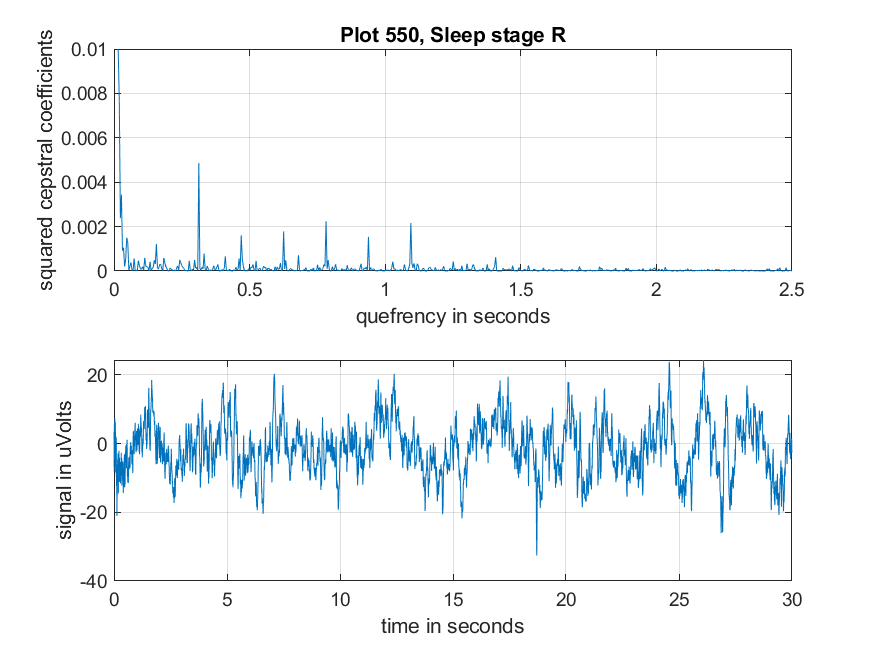 Plot 550, Sleep stage R
squared cepstral coefficients
0.01
0.008
0.006
0.004
0.002
0
0 0.5 1 1.5 2 2.5
quefrency in seconds
signal in uVolts
20
0
-20
-40
0 5 10 15 20 25 30
time in seconds